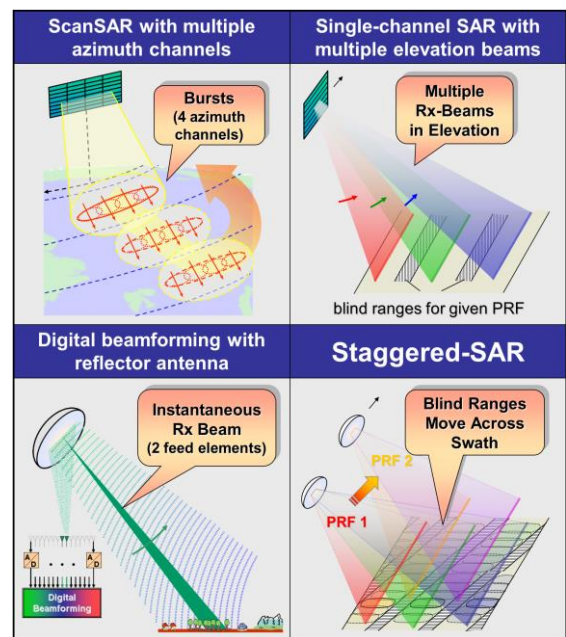 ScanSAR with multiple
azimuth channels
Bursts
(4 azimuth
channels)
Single-channel SAR with
multiple elevation beams
Multiple
Rx-Beams
in Elevation
blind ranges for given PRF
Digital beamforming with
reflector antenna
Instantaneous
Rx Beam
(2 feed elements)
A
D
. . .
A
D
Digital
Beamforming
Staggered-SAR
Blind Ranges
Move Across
Swath
PRF 2
PRF 1